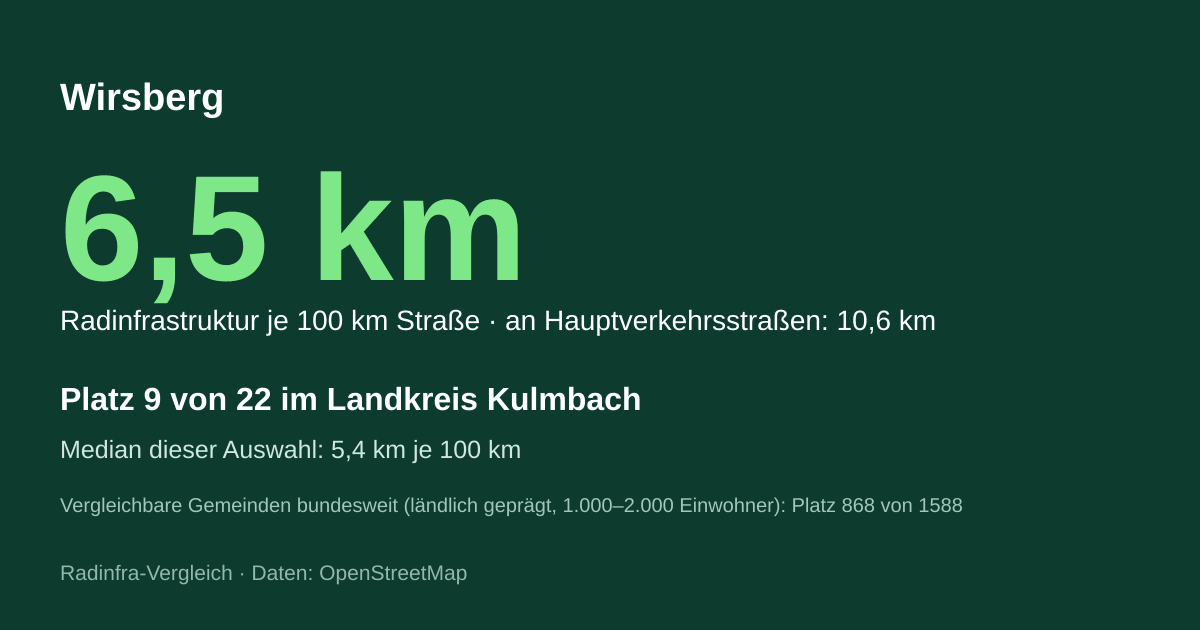 Wirsberg
6,5 km
Radinfrastruktur je 100 km Straße · an Hauptverkehrsstraßen: 10,6 km
Platz 9 von 22 im Landkreis Kulmbach
Median dieser Auswahl: 5,4 km je 100 km
Vergleichbare Gemeinden bundesweit (ländlich geprägt, 1.000–2.000 Einwohner): Platz 868 von 1588
Radinfra-Vergleich · Daten: OpenStreetMap